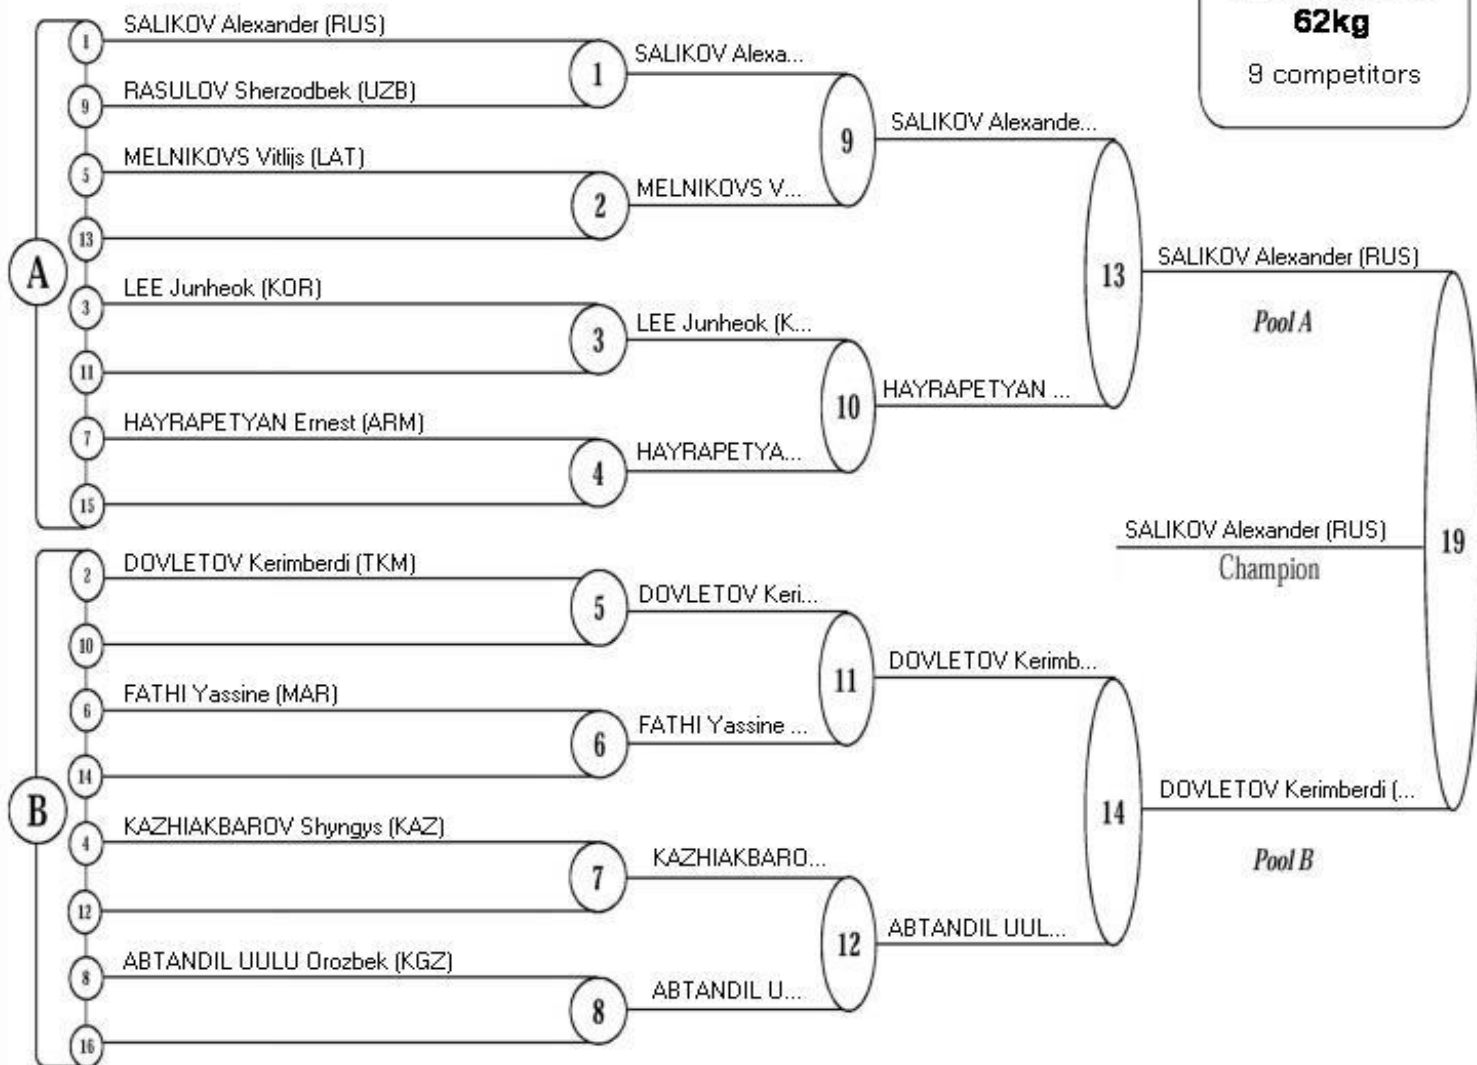 62kg
9 competitors
A
1
SALIKOV Alexander (RUS)
9
RASULOV Sherzodbek (UZB)
1
SALIKOV Alexa...
5
MELNIKOVS Vitlijs (LAT)
13
2
MELNIKOVS V...
9
SALIKOV Alexande...
3
LEE Junheok (KOR)
11
3
LEE Junheok (K...
7
HAYRAPETYAN Ernest (ARM)
15
4
HAYRAPETYA...
10
HAYRAPETYAN ...
13
SALIKOV Alexander (RUS)
Pool A
B
2
DOVLETOV Kerimberdi (TKM)
10
5
DOVLETOV Keri...
6
FATHI Yassine (MAR)
14
6
FATHI Yassine ...
11
DOVLETOV Kerimb...
4
KAZHIAKBAROV Shyngys (KAZ)
12
7
KAZHIAKBARO...
8
ABTANDIL UULU Orozbek (KGZ)
16
8
ABTANDIL U...
12
ABTANDIL UUL...
14
DOVLETOV Kerimberdi (...
Pool B
19
SALIKOV Alexander (RUS)
Champion